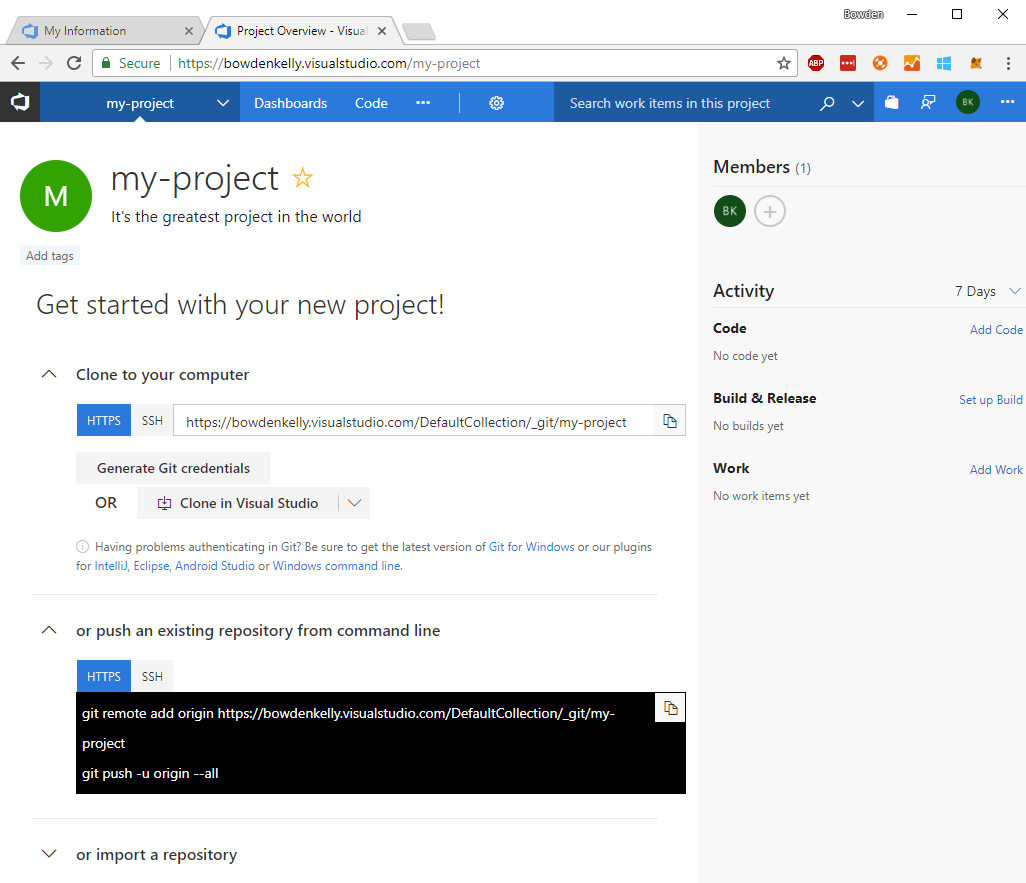 Bowden
My Information
Project Overview - Visual
Secure https://bowdenkelly.visualstudio.com/my-project
ABP
my-project Dashboards Code ··· Search work items in this project BK ···
M
my-project
It's the greatest project in the world
Add tags
Get started with your new project!
Clone to your computer
HTTPS SSH https://bowdenkelly.visualstudio.com/DefaultCollection/_git/my-project
Generate Git credentials
OR Clone in Visual Studio
Having problems authenticating in Git? Be sure to get the latest version of Git for Windows or our plugins
for IntelliJ, Eclipse, Android Studio or Windows command line.
or push an existing repository from command line
HTTPS SSH
git remote add origin https://bowdenkelly.visualstudio.com/DefaultCollection/_git/my-
project
git push -u origin --all
or import a repository
Members (1)
BK
Activity 7 Days
Code Add Code
No code yet
Build & Release Set up Build
No builds yet
Work Add Work
No work items yet